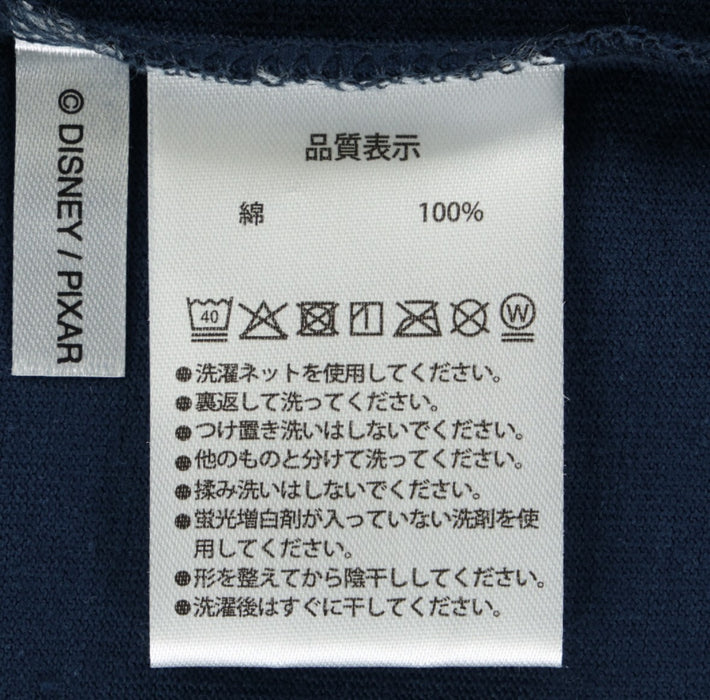 © DISNEY / PIXAR
品質表示
綿 100%
40 W
●洗濯ネットを使用してください。
●裏返して洗ってください。
●つけ置き洗いはしないでください。
●他のものと分けて洗ってください。
●揉み洗いはしないでください。
●蛍光増白剤が入っていない洗剤を使
用してください。
●形を整えてから陰干ししてください。
●洗濯後はすぐに干してください。